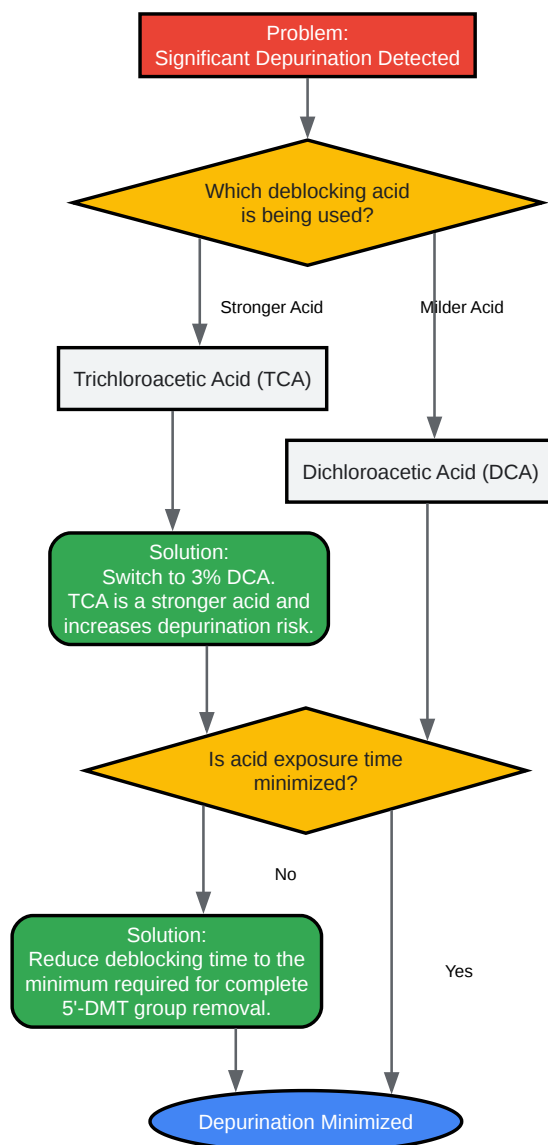 Problem:
Significant Depurination Detected
Which deblocking acid
is being used?
Stronger Acid
Milder Acid
Trichloroacetic Acid (TCA)
Dichloroacetic Acid (DCA)
Solution:
Switch to 3% DCA.
TCA is a stronger acid and
increases depurination risk.
Is acid exposure time
minimized?
No
Solution:
Reduce deblocking time to the
minimum required for complete
5'-DMT group removal.
Yes
Depurination Minimized